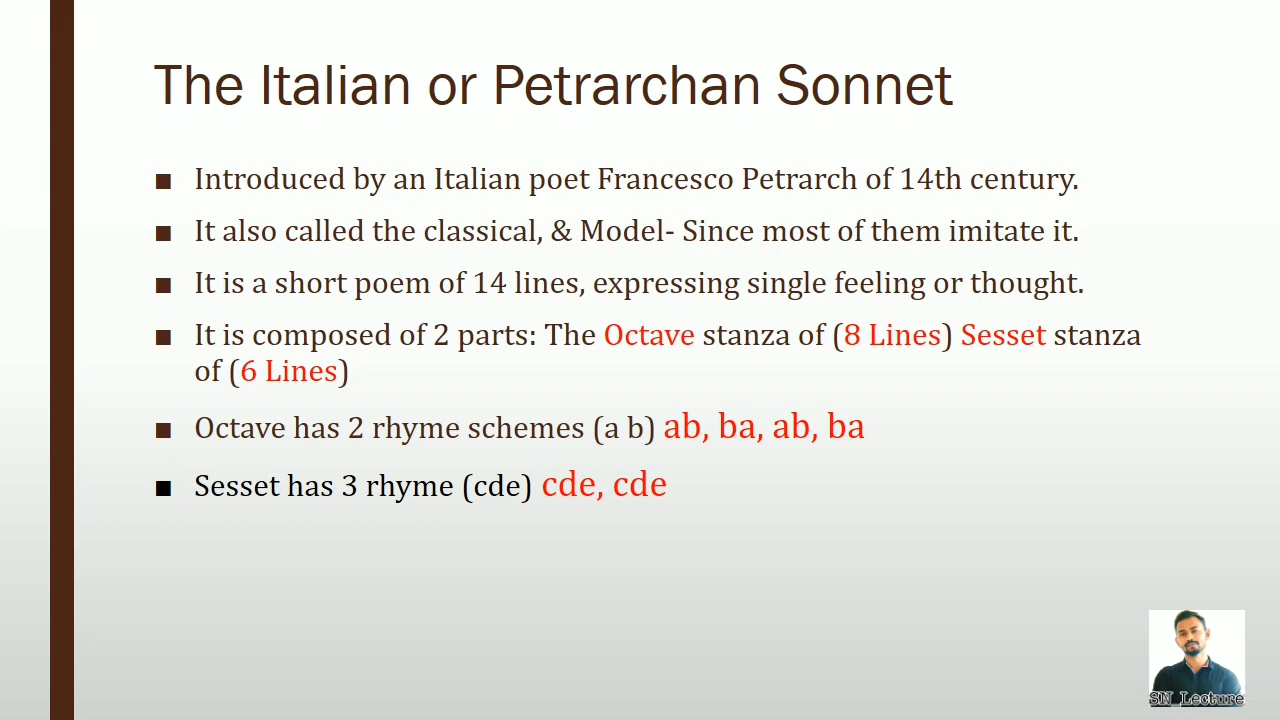 The Italian or Petrarchan Sonnet
Introduced by an Italian poet Francesco Petrarch of 14th century.
It also called the classical, & Model- Since most of them imitate it.
It is a short poem of 14 lines, expressing single feeling or thought.
It is composed of 2 parts: The Octave stanza of (8 Lines) Sesset stanza
of (6 Lines)
Octave has 2 rhyme schemes (a b) ab, ba, ab, ba
Sesset has 3 rhyme (cde) cde, cde
SN Lecture